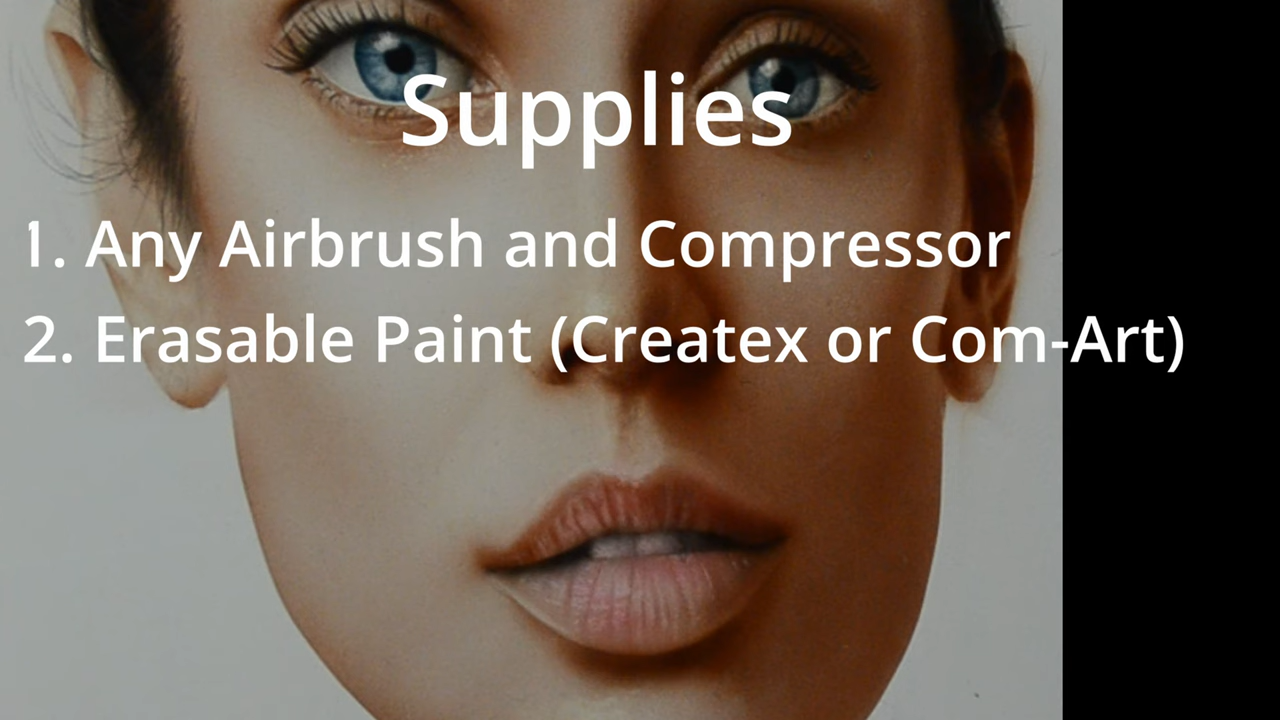 Supplies
1. Any Airbrush and Compressor
2. Erasable Paint (Createx or Com-Art)